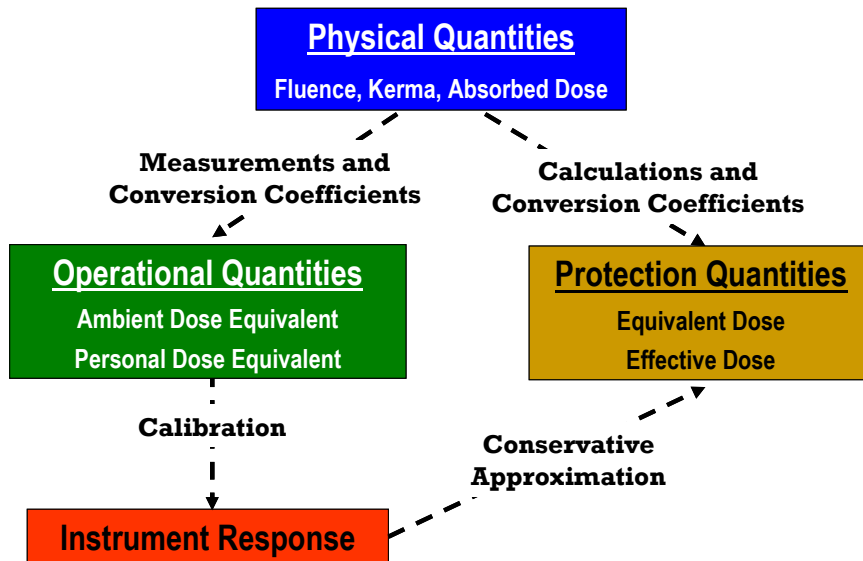 Physical Quantities
Fluence, Kerma, Absorbed Dose
Measurements and
Conversion Coefficients
Calculations and
Conversion Coefficients
Operational Quantities
Ambient Dose Equivalent
Personal Dose Equivalent
Protection Quantities
Equivalent Dose
Effective Dose
Calibration
Conservative
Approximation
Instrument Response